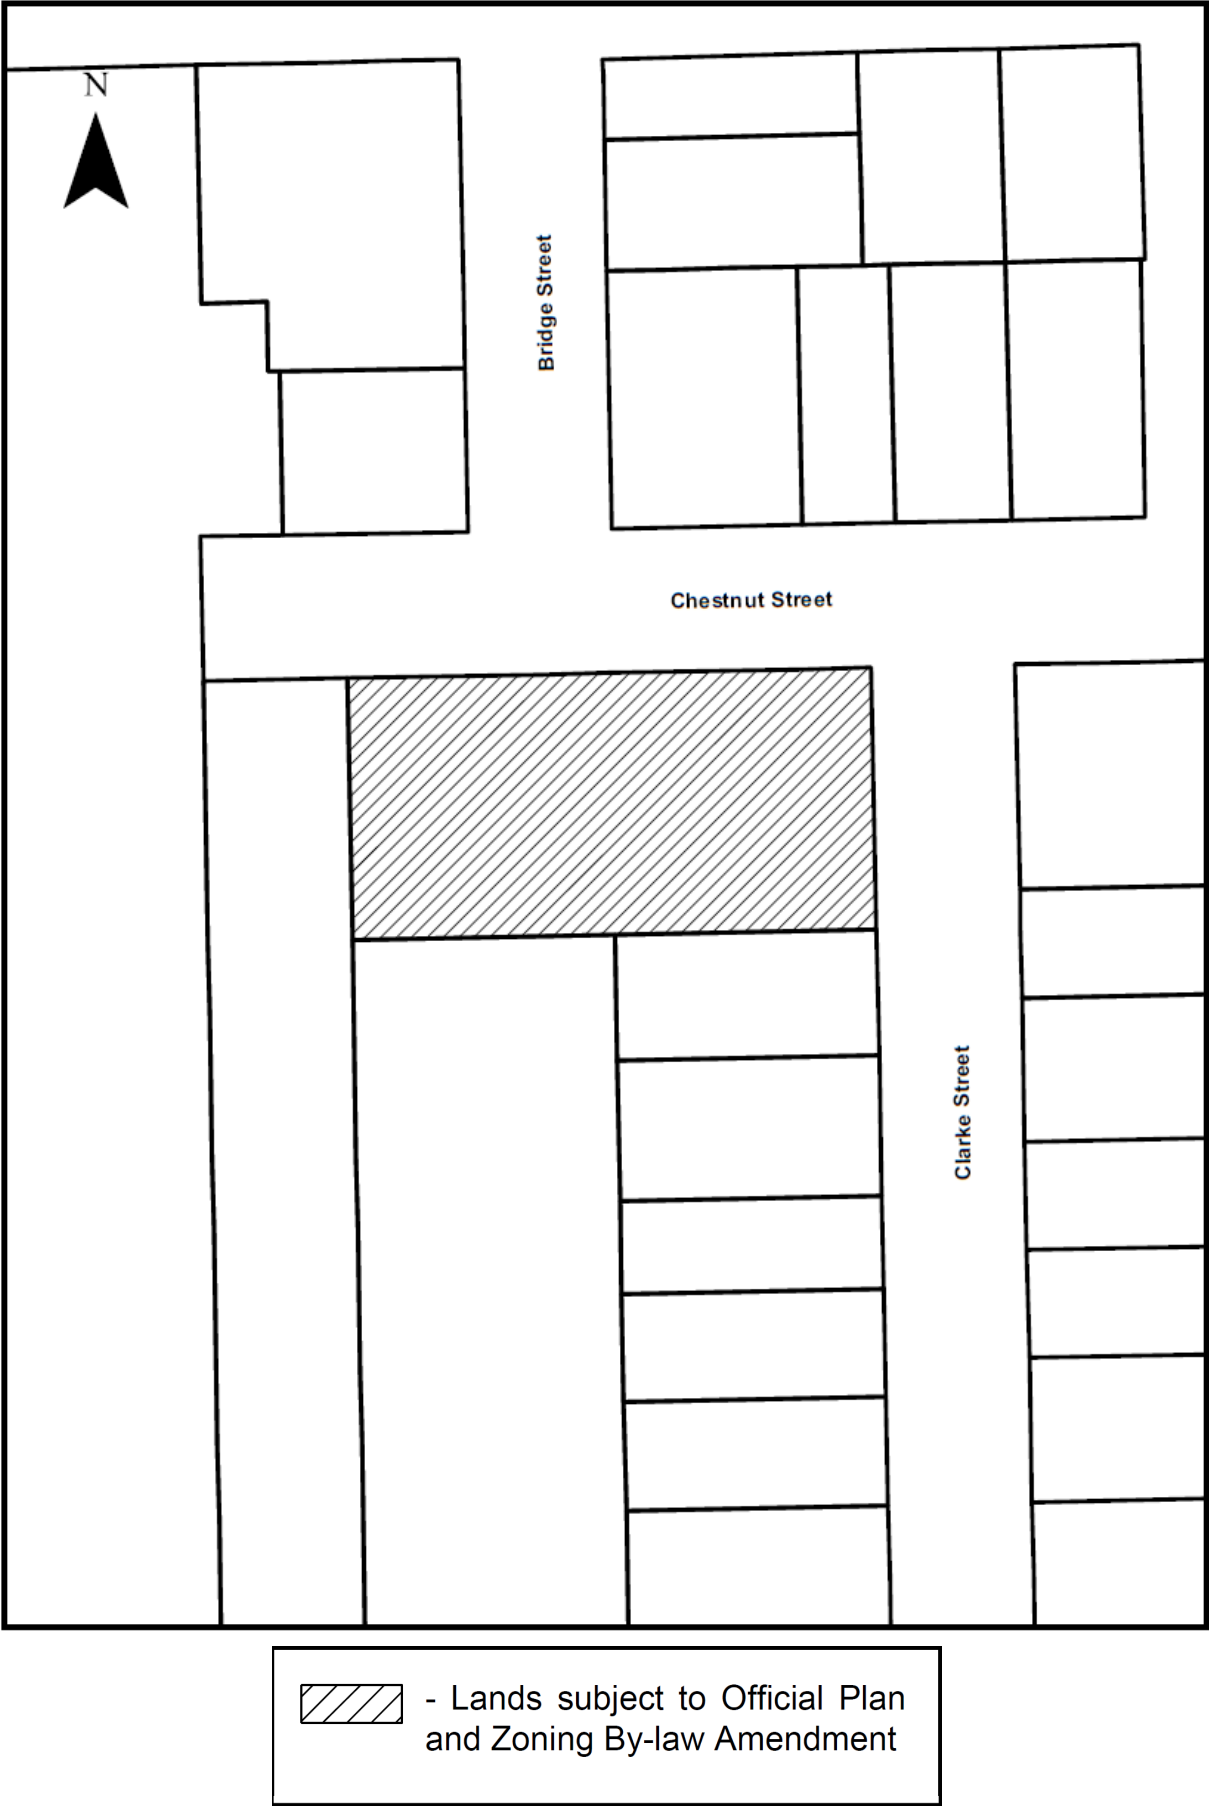 N
Bridge Street
Chestnut Street
Clarke Street
- Lands subject to Official Plan
and Zoning By-law Amendment